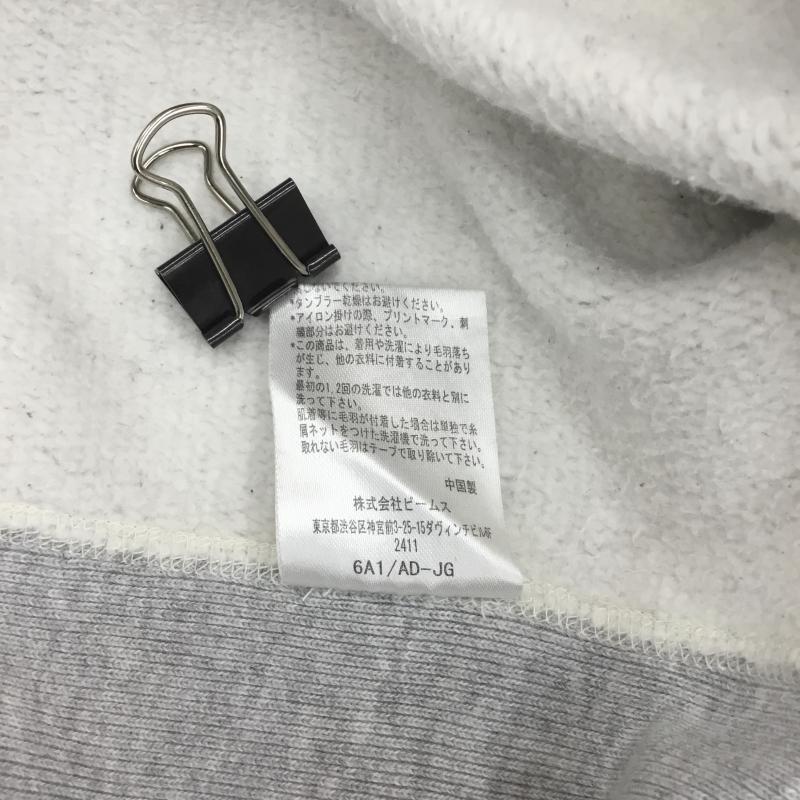 しないでください。
*タンブラー乾燥はお避けください。
*アイロン掛けの際、プリントマーク、刺
繍部分はお避けください。
*この商品は、着用や洗濯により毛羽落ち
が生じ、他の衣料に付着することがあり
ます。
最初の1,2回の洗濯では他の衣料と別に
洗って下さい。
肌着等に毛羽が付着した場合は単独で糸
屑ネットをつけた洗濯機で洗って下さい。
取れない毛羽はテープで取り除いて下さい。
中国製
株式会社ビームス
東京都渋谷区神宮前3-25-15ダヴィンチビル
2411
6A1/AD-JG